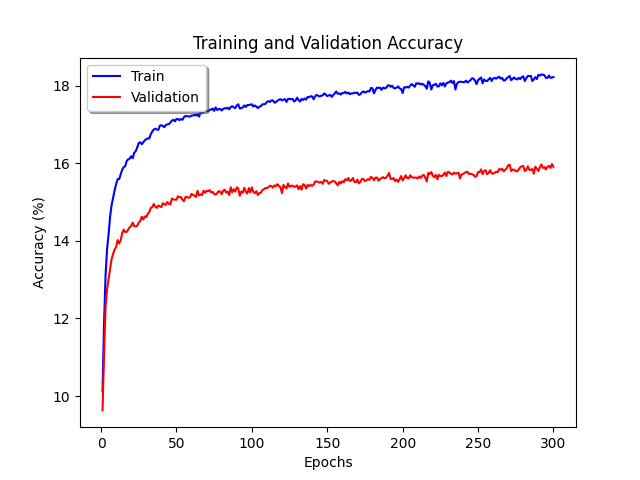 Training and Validation Accuracy
Train
Validation
18
16
14
12
10
Accuracy (%)
0 50 100 150 200 250 300
Epochs